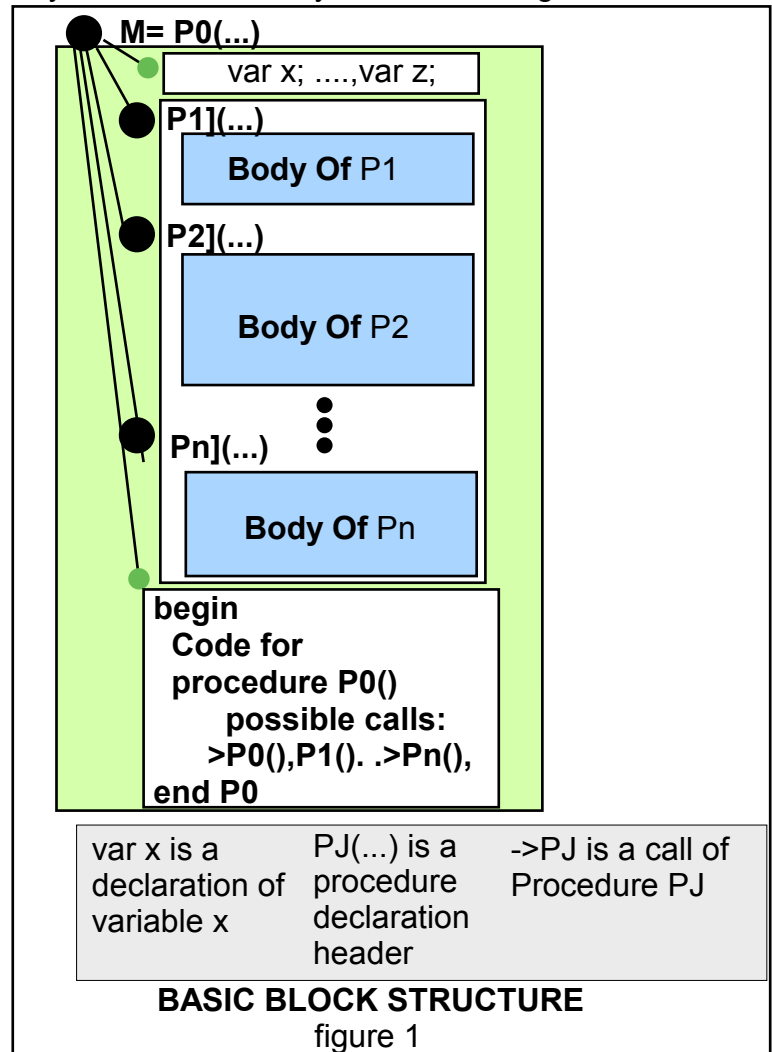 M= P0(...)
var x; ....,var z;
P1](...)
Body Of P1
P2](...)
Body Of P2
Pn](...)
Body Of Pn
begin
Code for
procedure P0()
possible calls:
>P0(),P1(). .>Pn(),
end P0
var x is a
declaration of
variable x
PJ(...) is a
procedure
declaration
header
->PJ is a call of
Procedure PJ
BASIC BLOCK STRUCTURE
figure 1